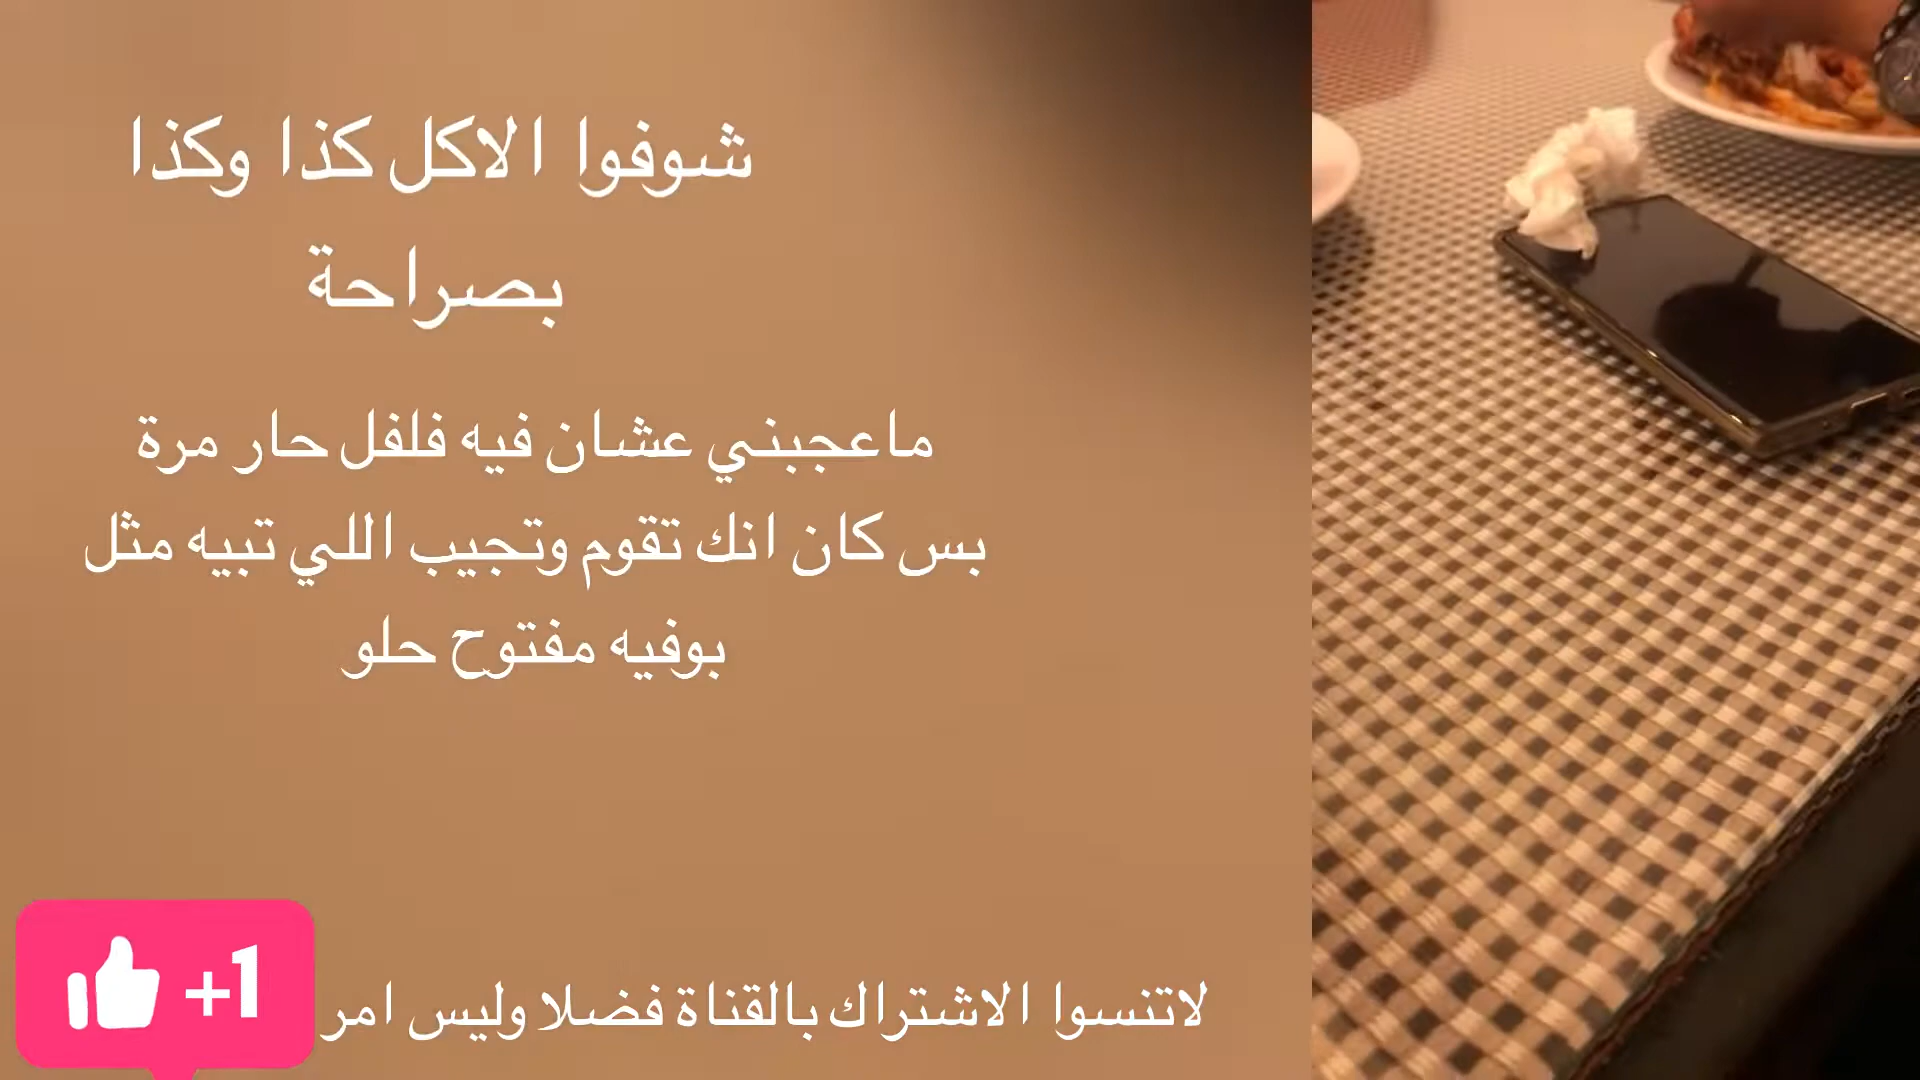 شوفوا الاكل كذا وكذا
بصراحة
ماعجبني عشان فيه فلفل حار مرة
بس كان انك تقوم وتجيب اللي تبيه مثل
بوفيه مفتوح حلو
لاتنسوا الاشتراك بالقناة فضلا وليس امر
+1